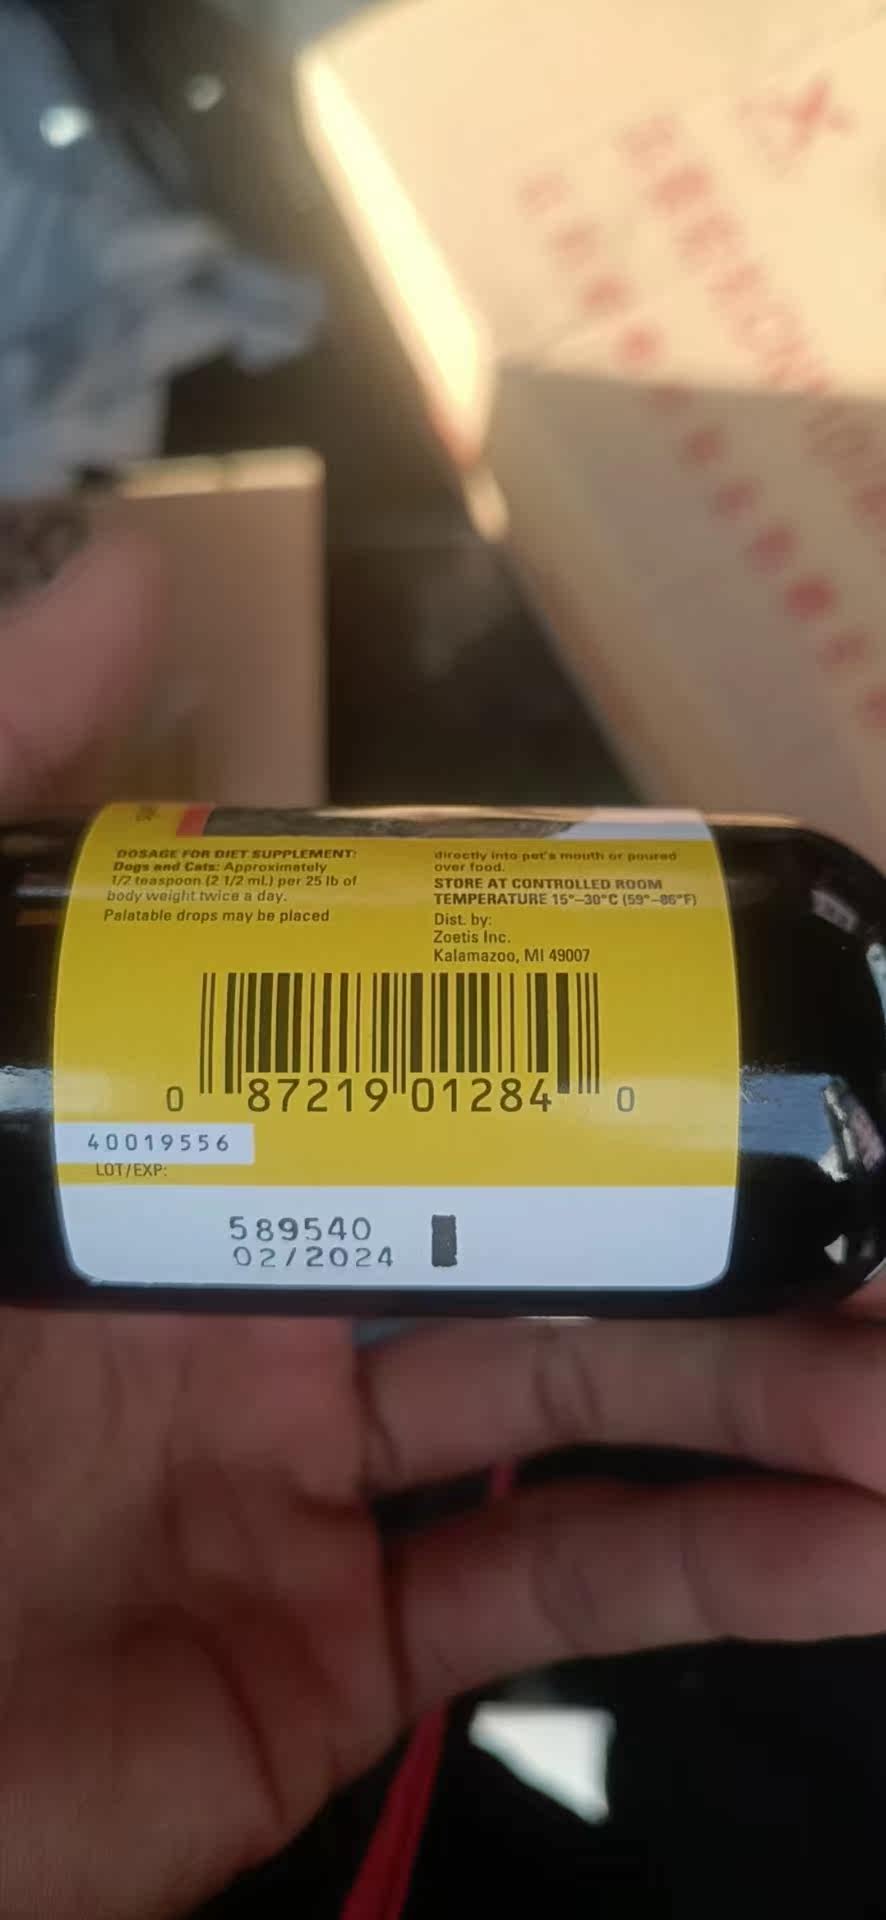 DOSAGE FOR DIET SUPPLEMENT:
Dogs and Cats: Approximately
1/2 teaspoon (2 1/2 mL) per 25 lb of
body weight twice a day.
Palatable drops may be placed
directly into pet's mouth or poured
over food.
STORE AT CONTROLLED ROOM
TEMPERATURE 15°–30°C (59°–86°F)
Dist. by:
Zoetis Inc.
Kalamazoo, MI 49007
0 87219 01284 0
40019556
LOT/EXP:
589540
02/2024